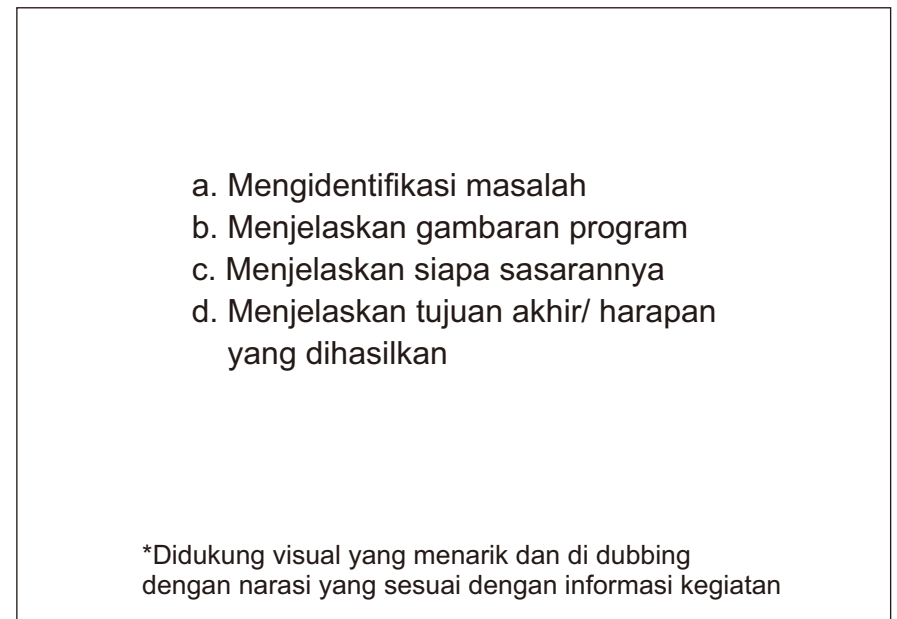 a. Mengidentifikasi masalah
b. Menjelaskan gambaran program
c. Menjelaskan siapa sasarannya
d. Menjelaskan tujuan akhir/ harapan
yang dihasilkan
*Didukung visual yang menarik dan di dubbing
dengan narasi yang sesuai dengan informasi kegiatan